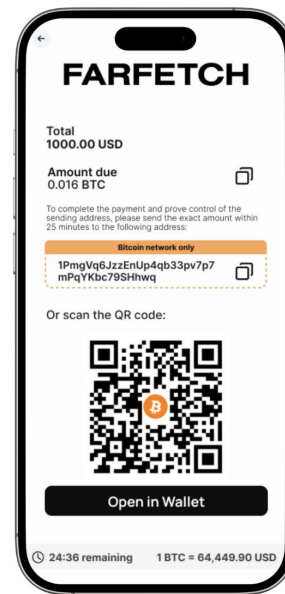 FARFETCH
Total
1000.00 USD
Amount due
0.016 BTC
To complete the payment and prove control of the
sending address, please send the exact amount within
25 minutes to the following address:
Bitcoin network only
1PmgVq6JzzEnUp4qb33pv7p7
mPqYKbc79SHhwq
Or scan the QR code:
Open in Wallet
24:36 remaining 1 BTC = 64,449.90 USD